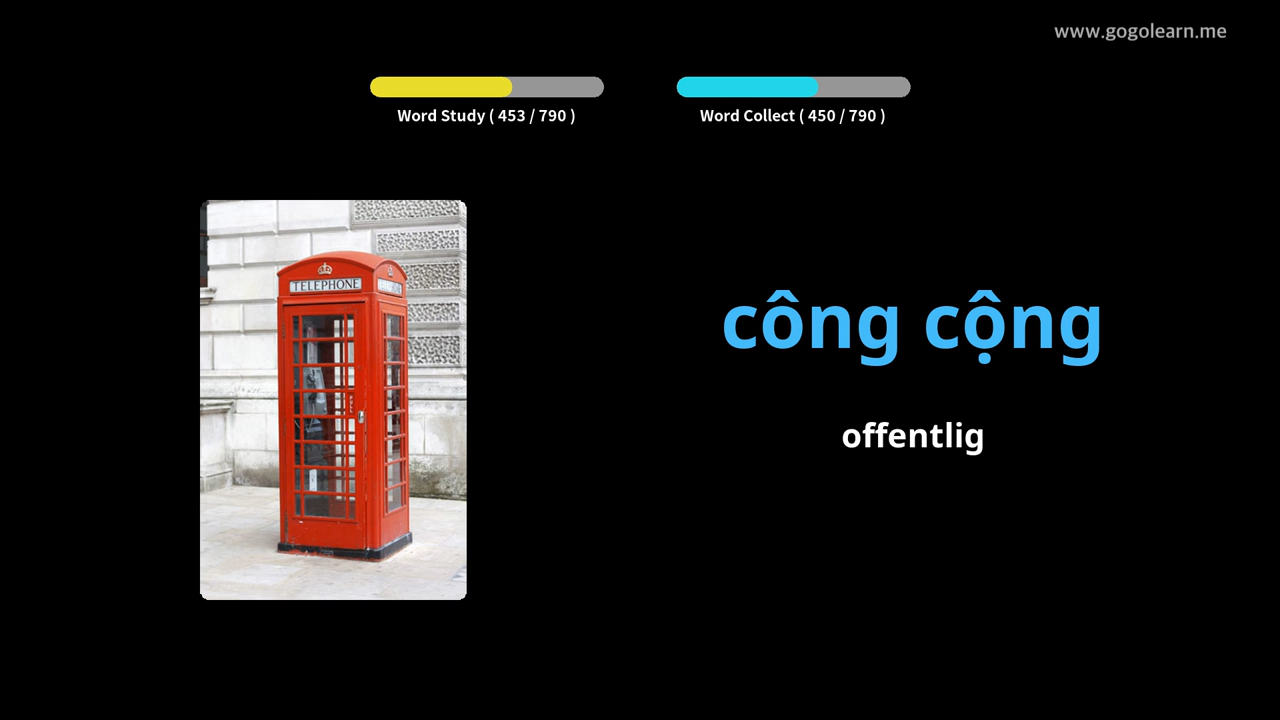 www.gogolearn.me
Word Study ( 453 / 790 )
Word Collect ( 450 / 790 )
TELEPHONE
công cộng
offentlig